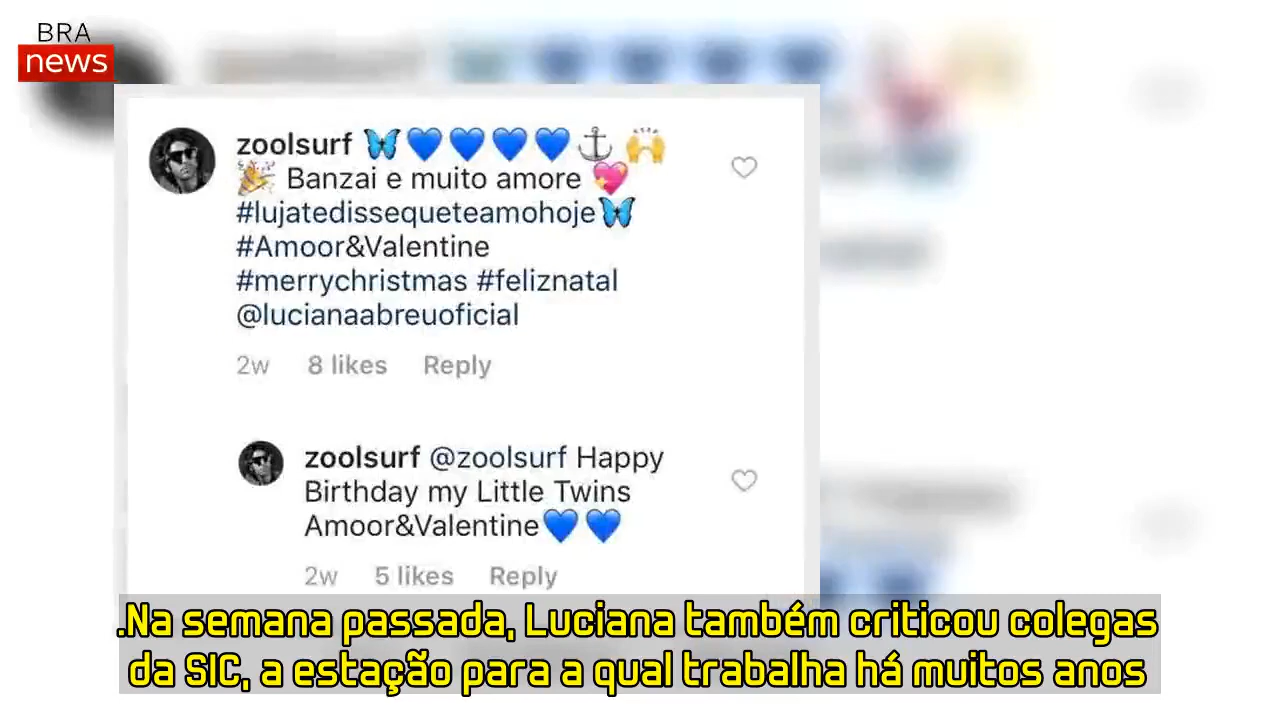 BRA
news
zoolsurf 🦋💙💙💙💙⚓🙌
🎉 Banzai e muito amore 💖
#lujatedissequeteamohoje🦋
#Amoor&Valentine
#merrychristmas #feliznatal
@lucianaabreuoficial
2w 8 likes Reply
zoolsurf @zoolsurf Happy
Birthday my Little Twins
Amoor&Valentine💙💙
2w 5 likes Reply
.Na semana passada, Luciana também criticou colegas
da SIC, a estação para a qual trabalha há muitos anos